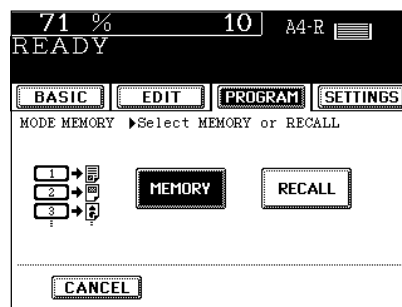 71 % 10 A4-R
READY
BASIC EDIT PROGRAM SETTINGS
MODE MEMORY ▶Select MEMORY or RECALL
1
2
3
MEMORY RECALL
CANCEL